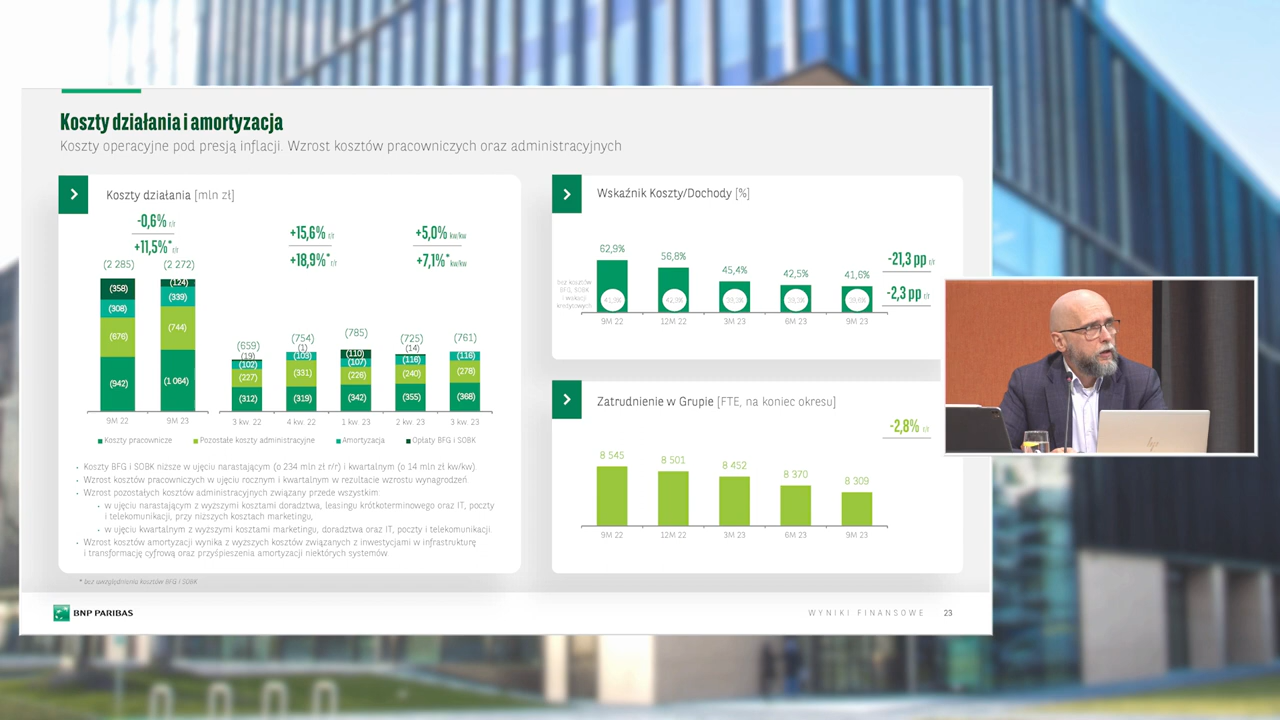 Koszty działania i amortyzacja
Koszty operacyjne pod presją inflacji. Wzrost kosztów pracowniczych oraz administracyjnych
Koszty działania [mln zł]
-0,6% r/r
+11,5%* r/r
+15,6% r/r
+18,9%* r/r
+5,0% kw/kw
+7,1%* kw/kw
(2 285) (2 272)
(358) (124)
(308) (339)
(676) (744)
(942) (1 064)
(659) (754) (785) (725) (761)
(19) (1) (110) (14)
(102) (103) (107) (116) (116)
(227) (331) (226) (240) (278)
(312) (319) (342) (355) (368)
9M 22 9M 23 3 kw. 22 4 kw. 22 1 kw. 23 2 kw. 23 3 kw. 23
Koszty pracownicze Pozostałe koszty administracyjne Amortyzacja Opłaty BFG i SOBK
• Koszty BFG i SOBK niższe w ujęciu narastającym (o 234 mln zł r/r) i kwartalnym (o 14 mln zł kw/kw)
• Wzrost kosztów pracowniczych w ujęciu rocznym i kwartalnym w rezultacie wzrostu wynagrodzeń
• Wzrost pozostałych kosztów administracyjnych związany przede wszystkim:
• w ujęciu narastającym z wyższymi kosztami doradztwa, leasingu krótkoterminowego oraz IT, poczty
i telekomunikacji, przy niższych kosztach marketingu,
• w ujęciu kwartalnym z wyższymi kosztami marketingu, doradztwa oraz IT, poczty i telekomunikacji.
• Wzrost kosztów amortyzacji wynika z wyższych kosztów związanych z inwestycjami w infrastrukturę
i transformację cyfrową oraz przyśpieszenia amortyzacji niektórych systemów
* bez uwzględnienia kosztów BFG i SOBK
Wskaźnik Koszty/Dochody [%]
62,9% 56,8% 45,4% 42,5% 41,6%
-21,3 pp r/r
-2,3 pp r/r
bez kosztów
BFG, SOBK
i wakacji
kredytowych
9M 22 12M 22 3M 23 6M 23 9M 23
Zatrudnienie w Grupie [FTE, na koniec okresu]
-2,8% r/r
8 545 8 501 8 452 8 370 8 309
9M 22 12M 22 3M 23 6M 23 9M 23
BNP PARIBAS
WYNIKI FINANSOWE 23
hp